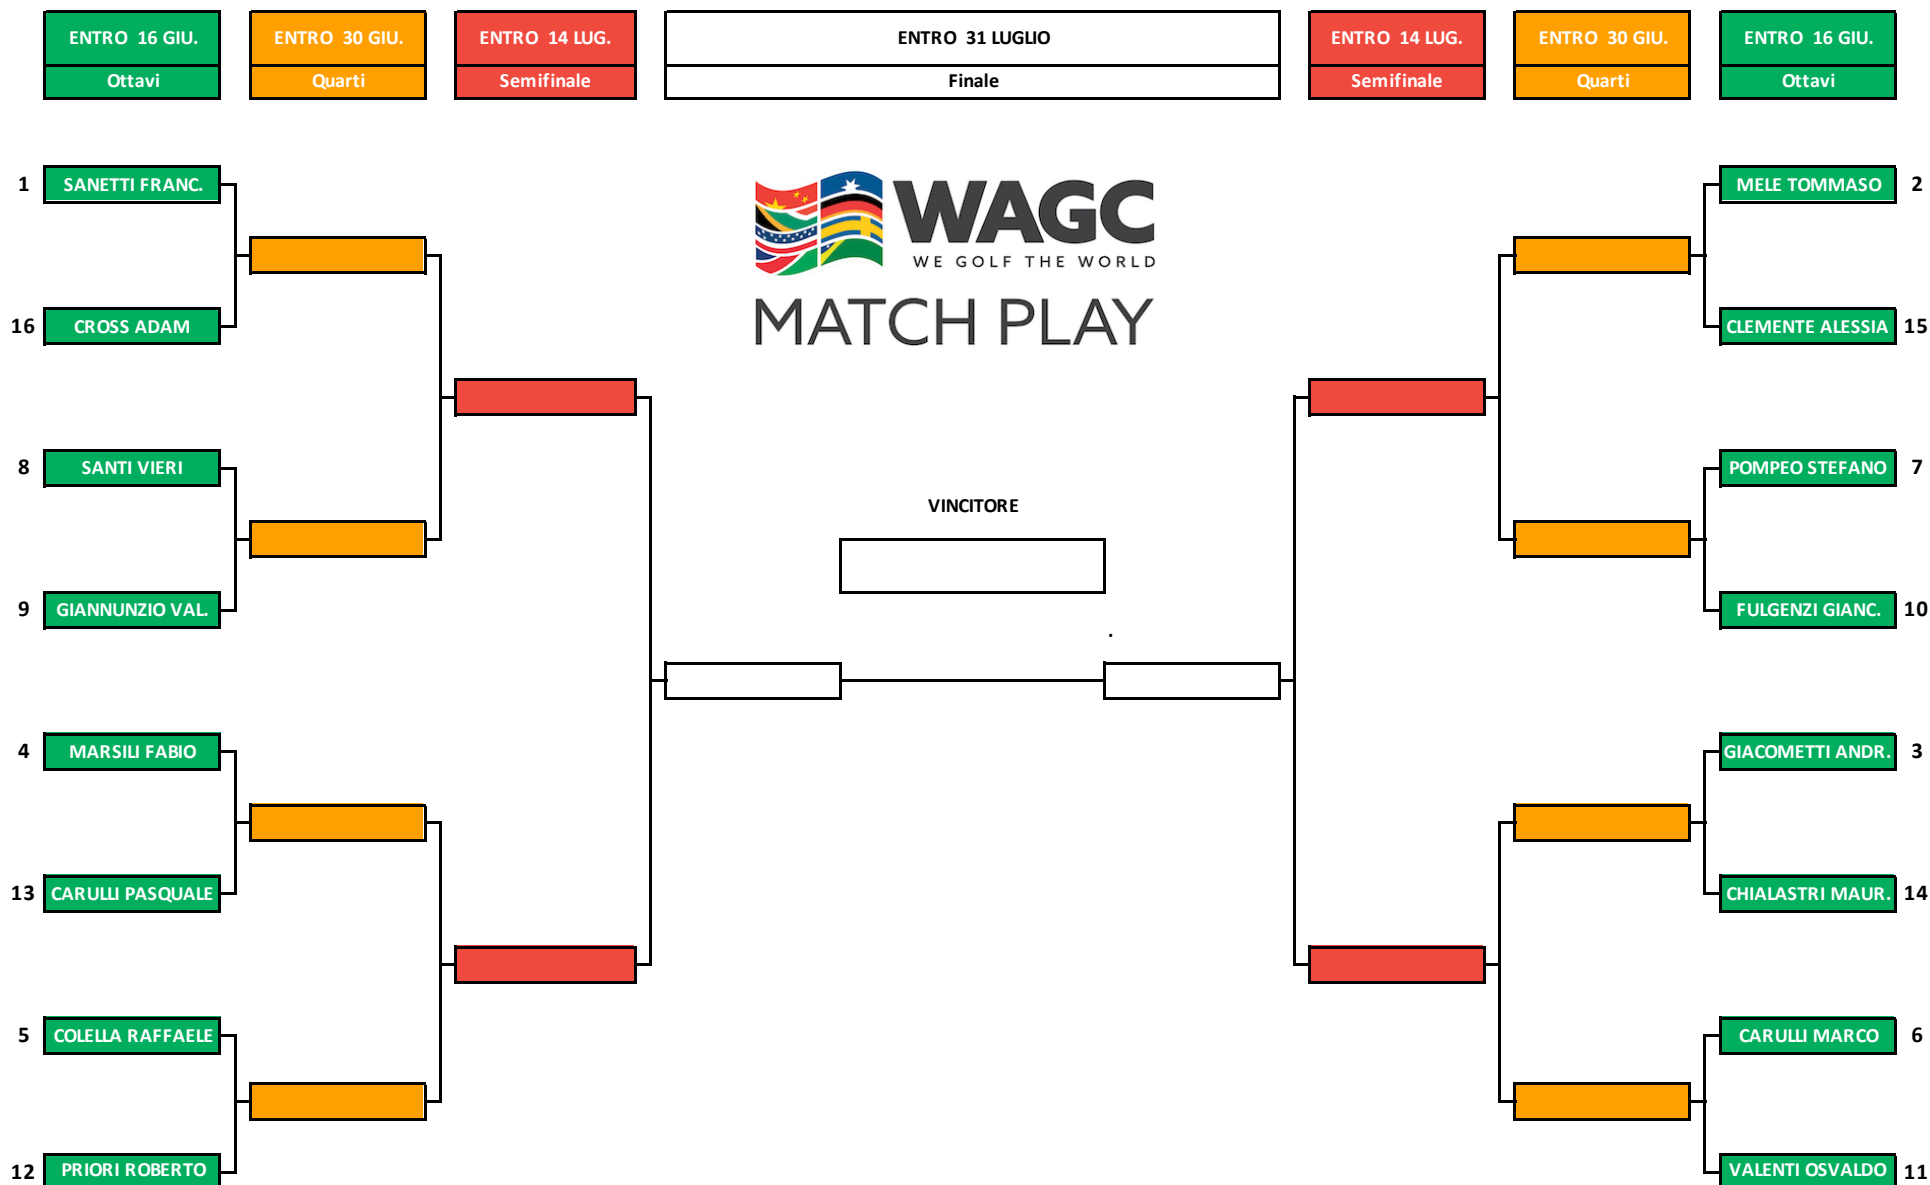 ENTRO 16 GIU.
ENTRO 30 GIU.
ENTRO 14 LUG.
ENTRO 31 LUGLIO
ENTRO 14 LUG.
ENTRO 30 GIU.
ENTRO 16 GIU.
Ottavi
Quarti
Semifinale
Finale
Semifinale
Quarti
Ottavi
1 SANETTI FRANC.
MELE TOMMASO 2
WAGC
WE GOLF THE WORLD
MATCH PLAY
16 CROSS ADAM
CLEMENTE ALESSIA 15
8 SANTI VIERI
POMPEO STEFANO 7
VINCITORE
9 GIANNUNZIO VAL.
FULGENZI GIANC. 10
.
4 MARSILI FABIO
GIACOMETTI ANDR. 3
13 CARULLI PASQUALE
CHIALASTRI MAUR. 14
5 COLELLA RAFFAELE
CARULLI MARCO 6
12 PRIORI ROBERTO
VALENTI OSVALDO 11